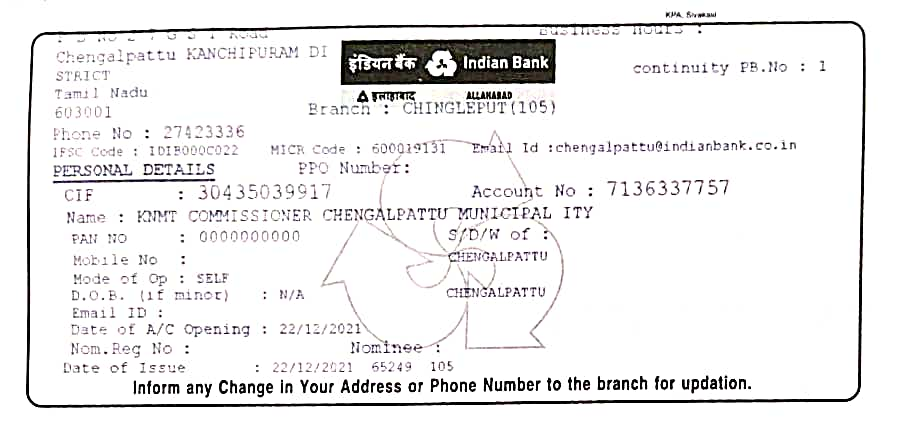 KPA, Sivakasi
Business Hours :
Chengalpattu KANCHIPURAM DI
STRICT
Tamil Nadu
603001
इंडियन बैंक Indian Bank
इलाहाबाद ALLAHABAD
continuity PB.No : 1
Branch : CHINGLEPUT(105)
Phone No : 27423336
IFSC Code : IDIB000C022 MICR Code : 600019131 Email Id :chengalpattu@indianbank.co.in
PERSONAL DETAILS PPO Number:
CIF : 30435039917 Account No : 7136337757
Name : KNMT COMMISSIONER CHENGALPATTU MUNICIPAL ITY
PAN NO : 0000000000 S/D/W of :
Mobile No : CHENGALPATTU
Mode of Op : SELF
D.O.B. (if minor) : N/A CHENGALPATTU
Email ID :
Date of A/C Opening : 22/12/2021
Nom.Reg No : Nominee :
Date of Issue : 22/12/2021 65249 105
Inform any Change in Your Address or Phone Number to the branch for updation.